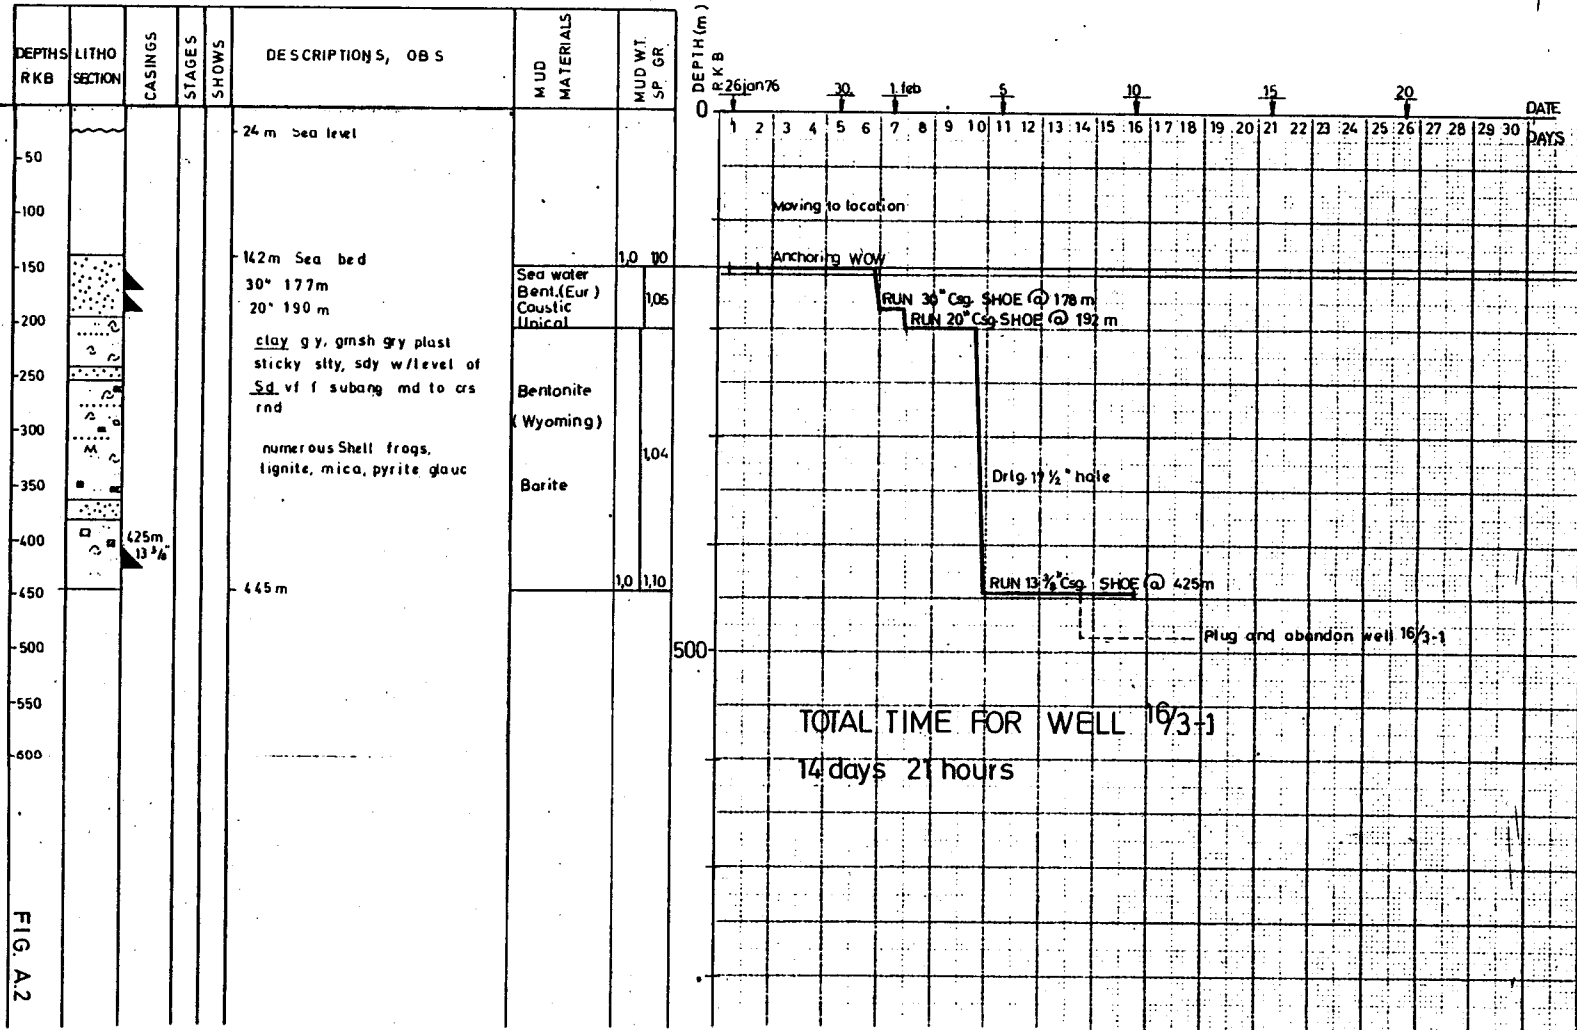 DEPTHS RKB
LITHO SECTION
CASINGS
STAGES
SHOWS
DESCRIPTIONS, OBS
MUD MATERIALS
MUD WT. SP. GR.
50
100
150
200
250
300
350
400
450
500
550
600
425m
13 3/8"
24 m Sea level
142m Sea bed
30" 177m
20" 190 m
clay gy, grnsh gry plast
sticky slty, sdy w/level of
Sd vf f subang md to crs
rnd
numerous Shell frags,
lignite, mica, pyrite glauc
445 m
1,0 1,10
Sea water
Bent.(Eur)
Caustic
Unical
1,05
Bentonite
(Wyoming)
1,04
Barite
1,0 1,10
DEPTH (m) RKB
26 jan 76 30. 1. feb 5 10 15 20
DATE
0
1 2 3 4 5 6 7 8 9 10 11 12 13 14 15 16 17 18 19 20 21 22 23 24 25 26 27 28 29 30
DAYS
Moving to location
Anchoring WOW
RUN 30" Csg. SHOE @ 178 m
RUN 20" Csg SHOE @ 192 m
Drlg. 17 1/2" hole
RUN 13 3/8" Csg. SHOE @ 425m
Plug and abandon well 16/3-1
500
TOTAL TIME FOR WELL 16/3-1
14 days 21 hours
FIG. A.2